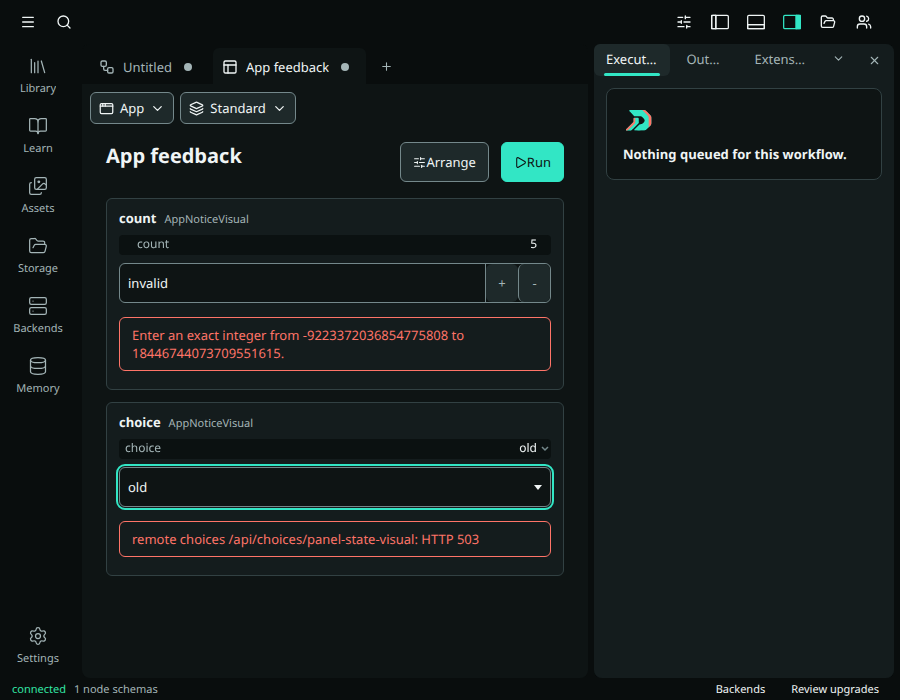 Untitled
App feedback
Execut...
Out...
Extens...
Library
Learn
Assets
Storage
Backends
Memory
Settings
App
Standard
App feedback
Arrange
Run
count AppNoticeVisual
count 5
invalid + -
Enter an exact integer from -9223372036854775808 to
18446744073709551615.
choice AppNoticeVisual
choice old
old
remote choices /api/choices/panel-state-visual: HTTP 503
Nothing queued for this workflow.
connected 1 node schemas
Backends Review upgrades